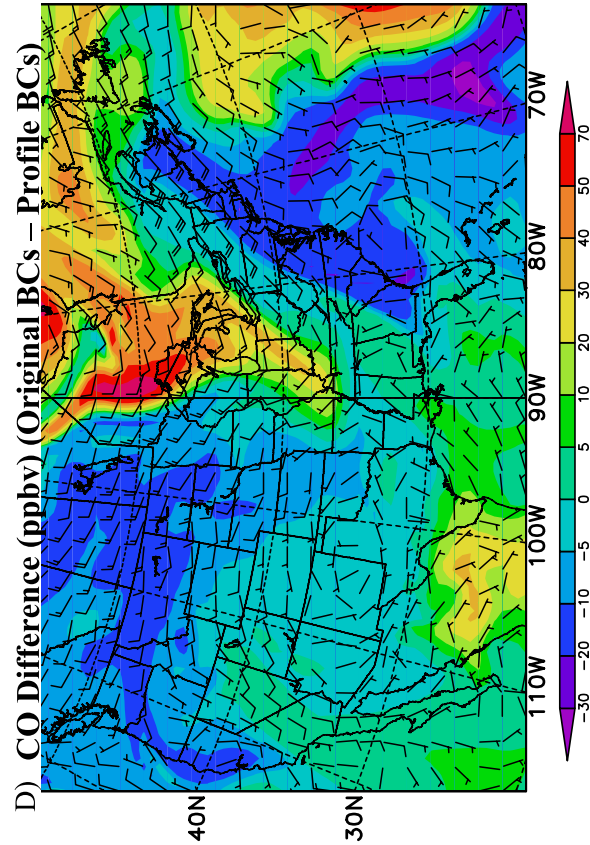 D) CO Difference (ppbv) (Original BCs – Profile BCs)
40N
30N
110W
100W
90W
80W
70W
−30
−20
−10
−5
0
5
10
20
30
40
50
70